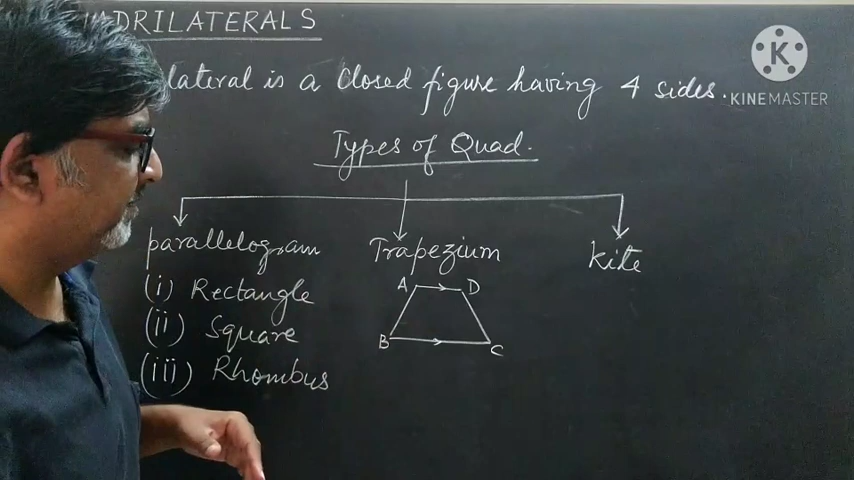 ADRILATERALS
lateral is a closed figure having 4 sides.
K
KINEMASTER
Types of Quad.
parallelogram Trapezium kite
(i) Rectangle
(ii) Square
(iii) Rhombus
A D
B C